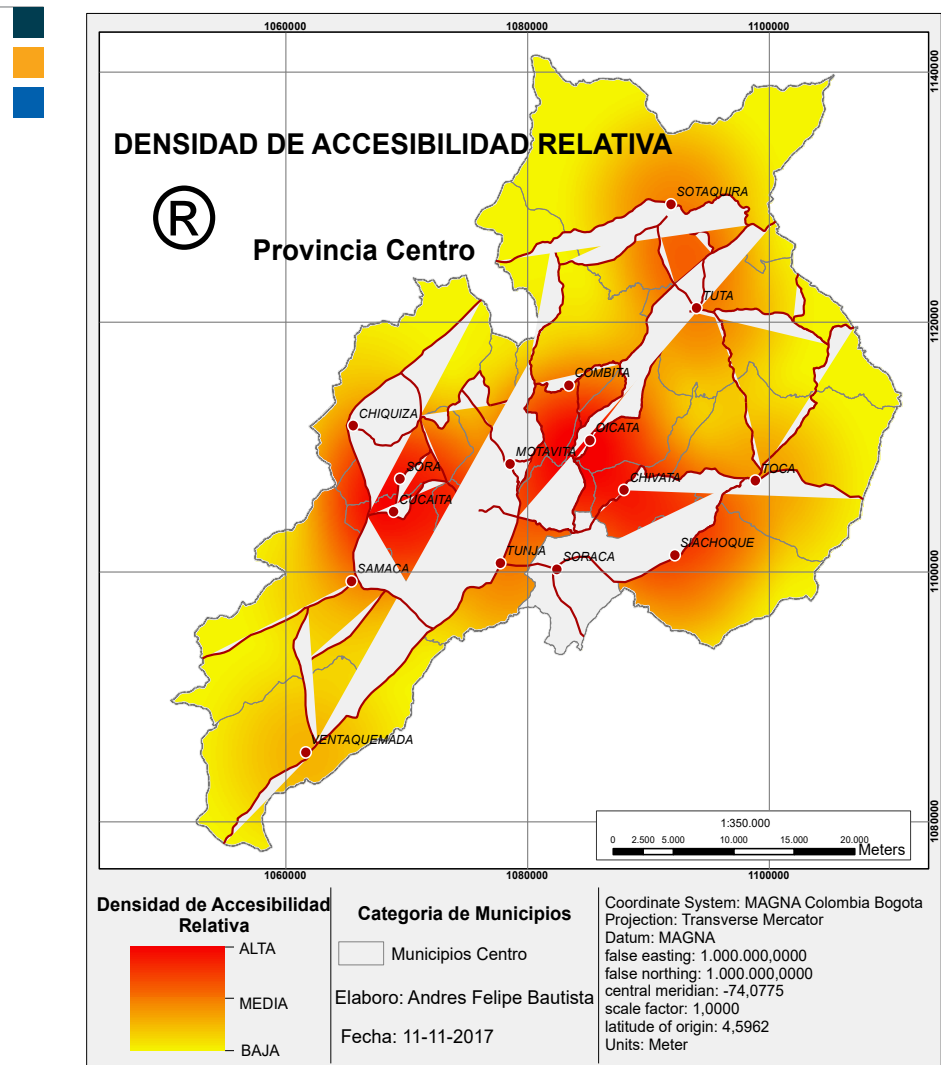 1060000
1080000
1100000
1140000
DENSIDAD DE ACCESIBILIDAD RELATIVA
®
SOTAQUIRA
Provincia Centro
TUTA
1120000
1120000
COMBITA
CHIQUIZA
OICATA
MOTAVITA
SORA
TOCA
CHIVATA
CUCAITA
SIACHOQUE
TUNJA
SORACA
SAMACA
1100000
VENTAQUEMADA
1:350.000
0 2.500 5.000 10.000 15.000 20.000
Meters
1080000
1060000
1080000
1100000
Densidad de Accesibilidad
Relativa
ALTA
MEDIA
BAJA
Categoria de Municipios
Municipios Centro
Elaboro: Andres Felipe Bautista
Fecha: 11-11-2017
Coordinate System: MAGNA Colombia Bogota
Projection: Transverse Mercator
Datum: MAGNA
false easting: 1.000.000,0000
false northing: 1.000.000,0000
central meridian: -74,0775
scale factor: 1,0000
latitude of origin: 4,5962
Units: Meter